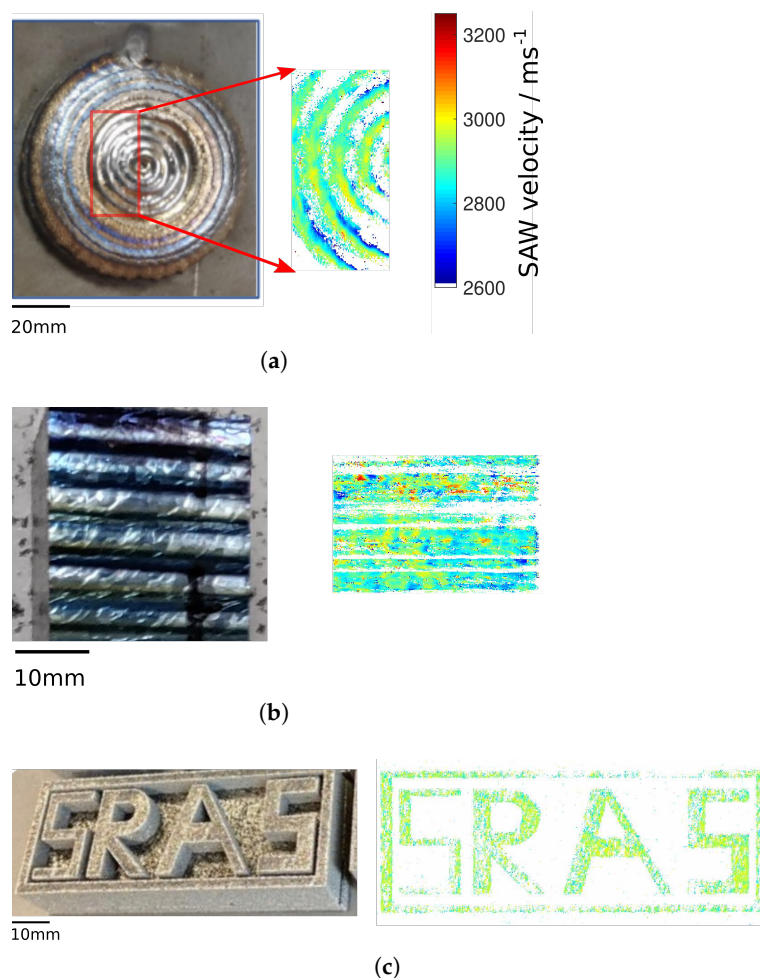 3200
3000
2800
2600
SAW velocity / ms⁻¹
20mm
(a)
10mm
(b)
SRAS
SRAS
10mm
(c)